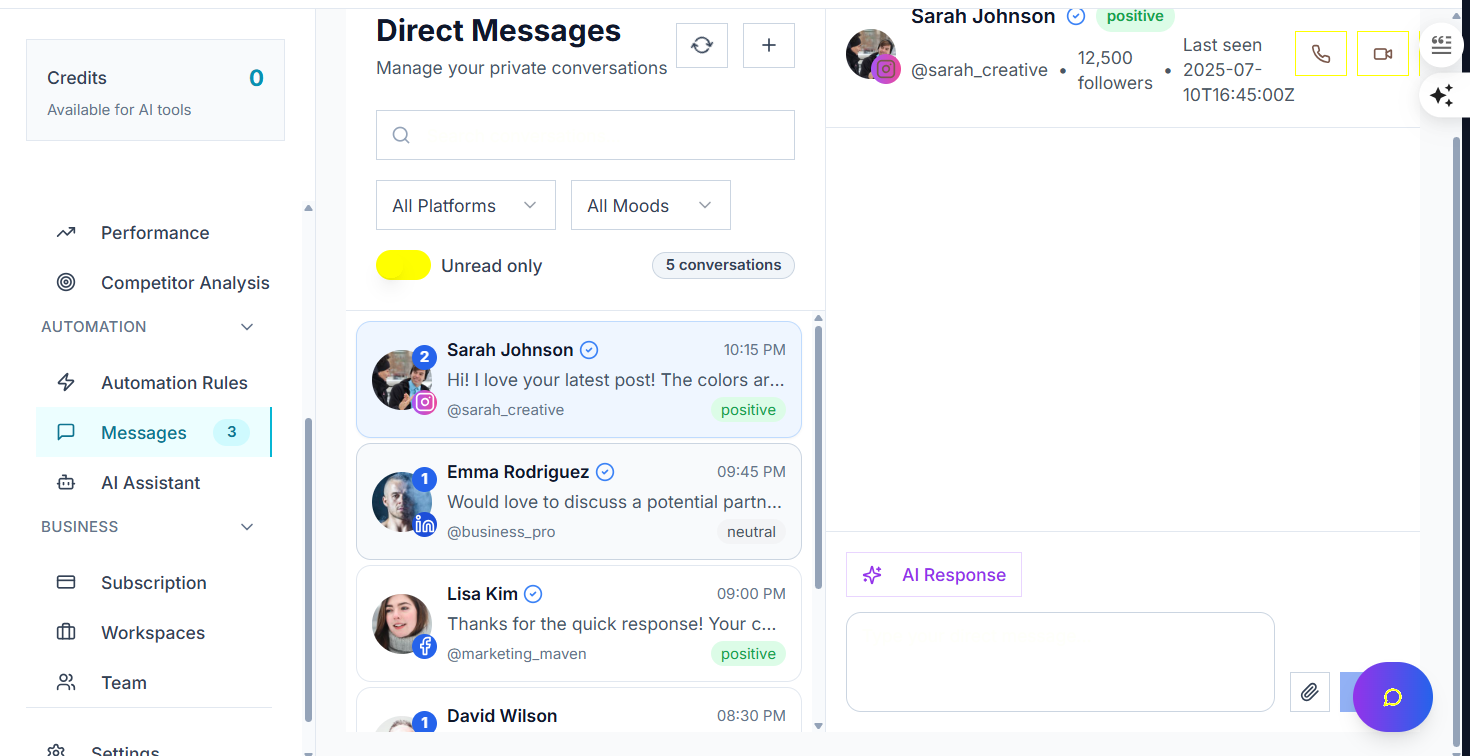 Credits
0
Available for AI tools
Performance
Competitor Analysis
AUTOMATION
Automation Rules
Messages
3
AI Assistant
BUSINESS
Subscription
Workspaces
Team
Settings
Direct Messages
Manage your private conversations
All Platforms
All Moods
Unread only
5 conversations
2
Sarah Johnson
10:15 PM
Hi! I love your latest post! The colors ar...
@sarah_creative
positive
1
Emma Rodriguez
09:45 PM
Would love to discuss a potential partn...
in
@business_pro
neutral
Lisa Kim
09:00 PM
Thanks for the quick response! Your c...
@marketing_maven
positive
1
David Wilson
08:30 PM
Sarah Johnson
positive
@sarah_creative
•
12,500
followers
•
Last seen
2025-07-
10T16:45:00Z
AI Response